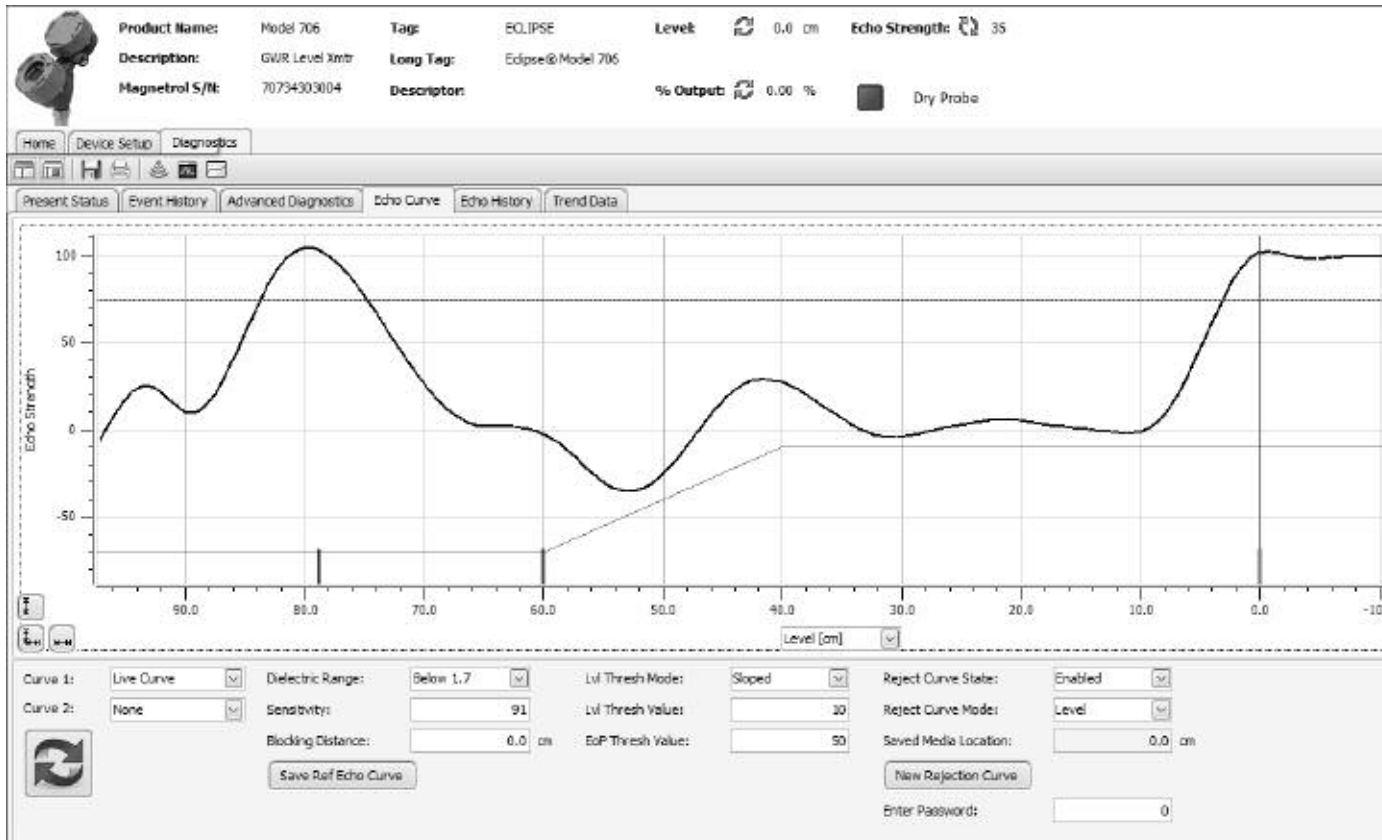 Product Name: Model 706 Tag: ECLIPSE Level: 0.0 cm Echo Strength: 35
Description: GWR Level Xmtr Long Tag: Eclipse® Model 706
Magnetrol S/N: 70734303004 Descriptor: % Output: 0.00 % Dry Probe
Home Device Setup Diagnostics
Present Status Event History Advanced Diagnostics Echo Curve Echo History Trend Data
100
50
0
-50
Echo Strength
90.0 80.0 70.0 60.0 50.0 40.0 30.0 20.0 10.0 0.0 -10
Level [cm]
Curve 1: Live Curve Dielectric Range: Below 1.7 Lvl Thresh Mode: Sloped Reject Curve State: Enabled
Curve 2: None Sensitivity: 91 Lvl Thresh Value: 10 Reject Curve Mode: Level
Blocking Distance: 0.0 cm EoP Thresh Value: 50 Saved Media Location: 0.0 cm
Save Ref Echo Curve New Rejection Curve
Enter Password: 0